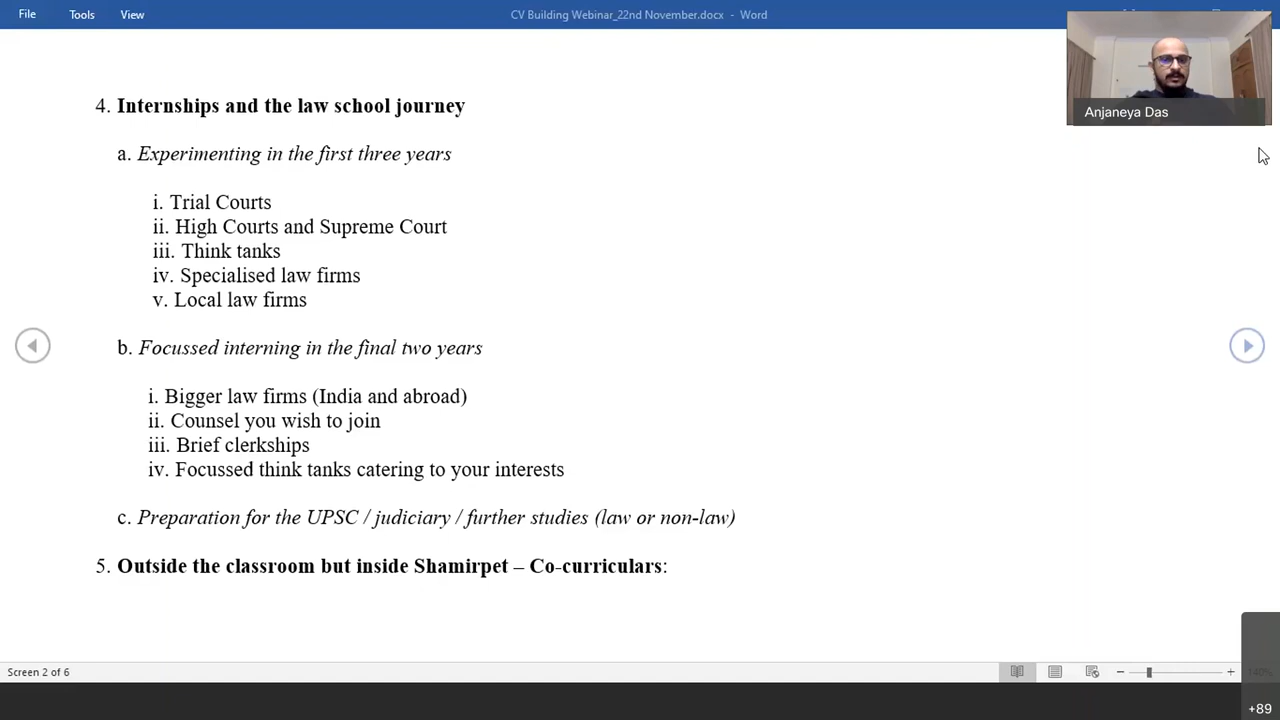 File Tools View CV Building Webinar_22nd November.docx - Word
Anjaneya Das
4. Internships and the law school journey
a. Experimenting in the first three years
i. Trial Courts
ii. High Courts and Supreme Court
iii. Think tanks
iv. Specialised law firms
v. Local law firms
b. Focussed interning in the final two years
i. Bigger law firms (India and abroad)
ii. Counsel you wish to join
iii. Brief clerkships
iv. Focussed think tanks catering to your interests
c. Preparation for the UPSC / judiciary / further studies (law or non-law)
5. Outside the classroom but inside Shamirpet – Co-curriculars:
Screen 2 of 6
140%
+89